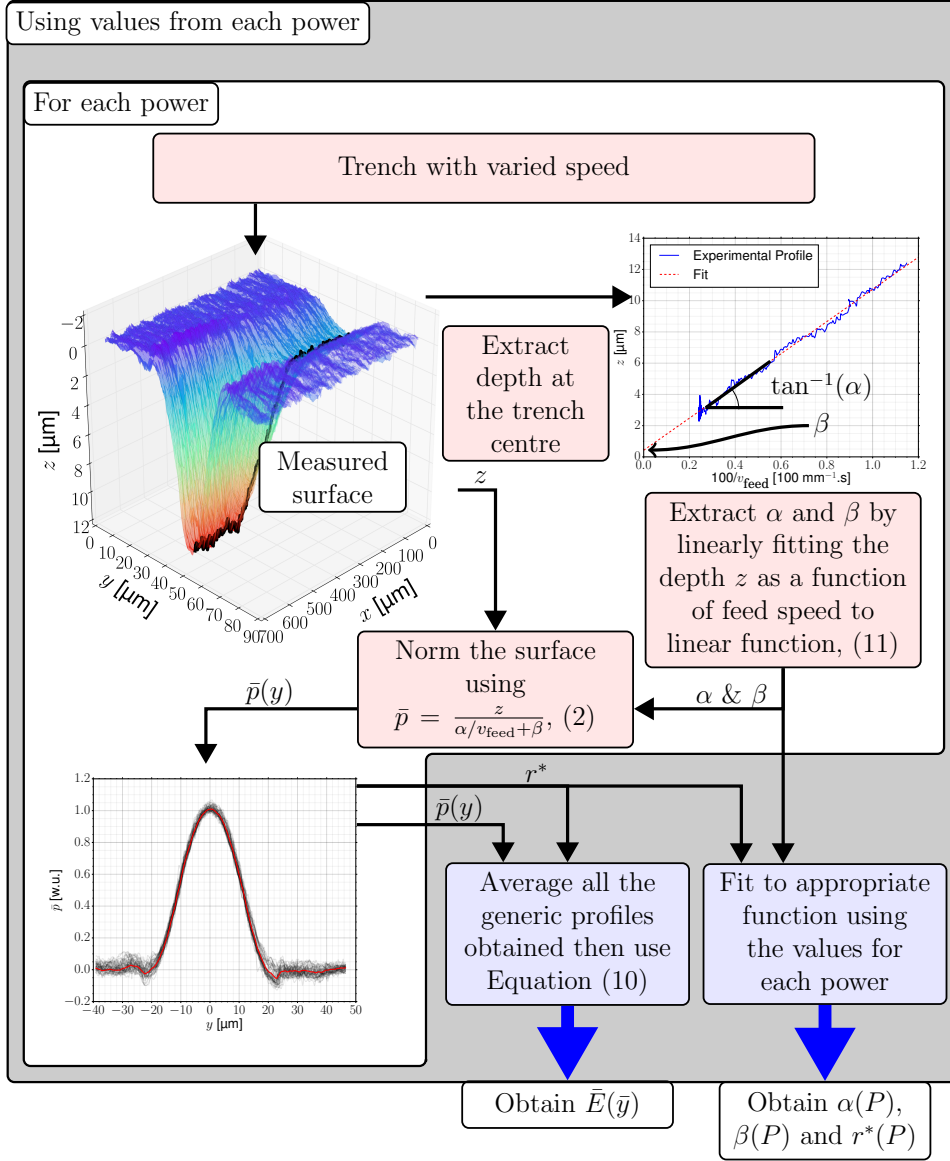 Using values from each power
For each power
Trench with varied speed
−2
0
2
4
6
8
10
12
z [μm]
0
10
20
30
40
50
60
70
80
90
y [μm]
700
600
500
400
300
200
100
0
x [μm]
Measured
surface
Extract
depth at
the trench
centre
14
12
10
8
6
4
2
0
z [μm]
Experimental Profile
Fit
tan⁻¹(α)
β
0.0 0.2 0.4 0.6 0.8 1.0 1.2
100/v_feed [100 mm⁻¹.s]
z
Extract α and β by
linearly fitting the
depth z as a function
of feed speed to
linear function, (11)
Norm the surface
using
p̄ = z/(α/v_feed+β), (2)
α & β
p̄(y)
1.2
1.0
0.8
0.6
0.4
0.2
0.0
−0.2
p̄ [w.u.]
−40 −30 −20 −10 0 10 20 30 40 50
y [μm]
r*
p̄(y)
Average all the
generic profiles
obtained then use
Equation (10)
Fit to appropriate
function using
the values for
each power
Obtain Ē(ȳ)
Obtain α(P),
β(P) and r*(P)